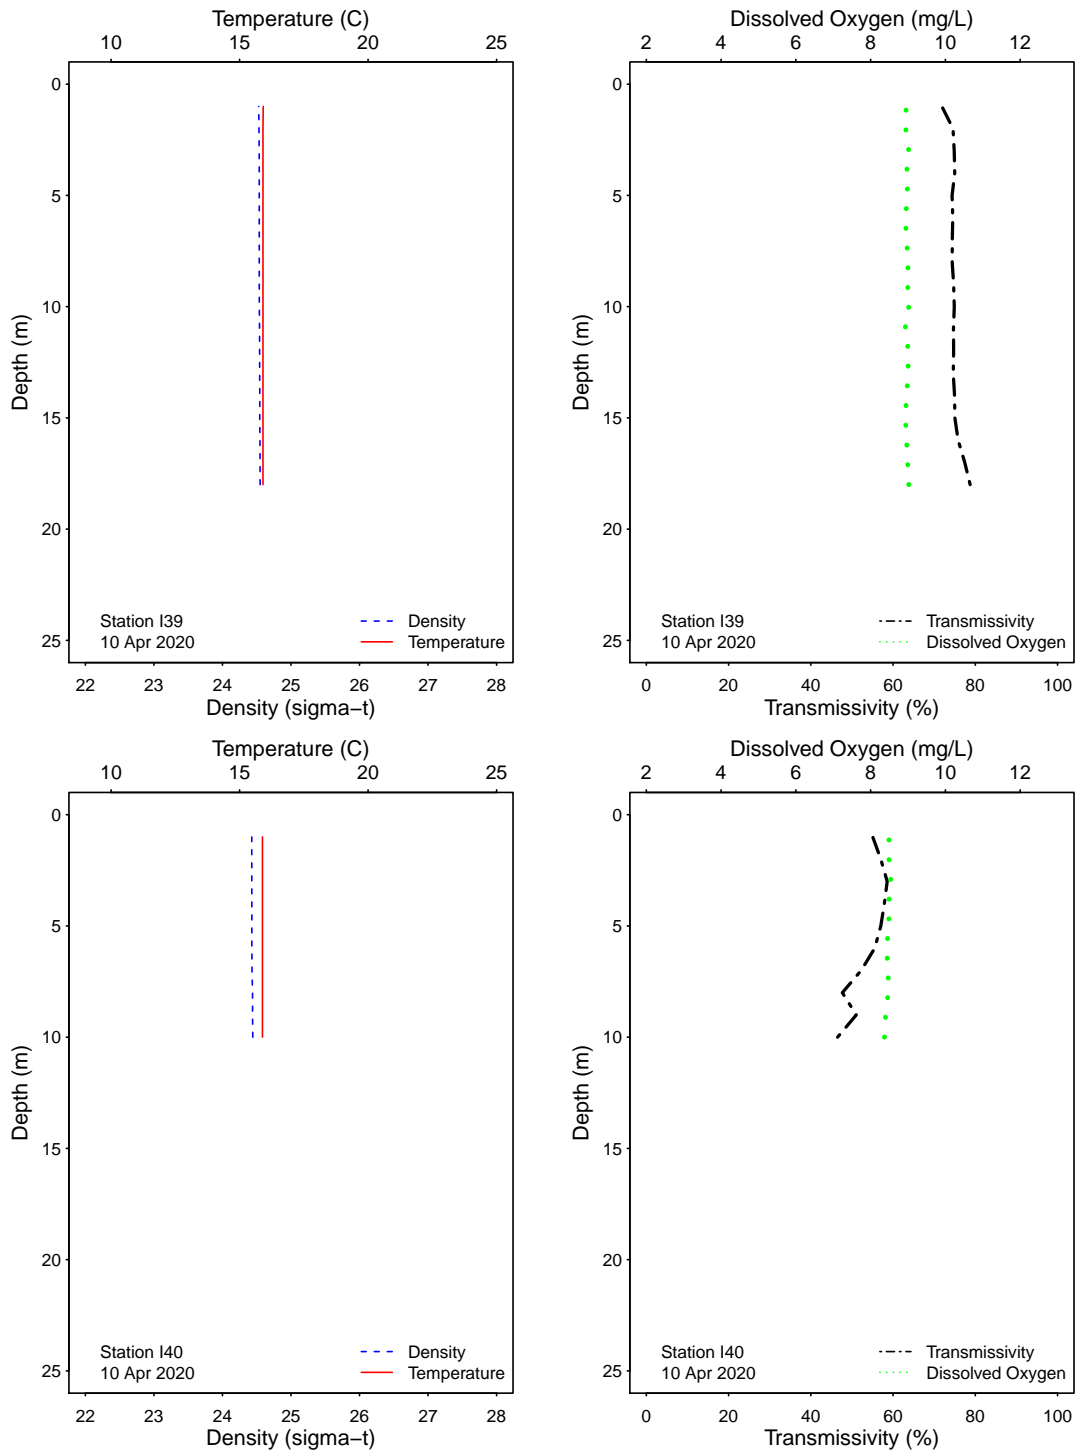 Temperature (C)
10 15 20 25
0
5
10
15
20
25
Depth (m)
Station I39
10 Apr 2020
Density
Temperature
22 23 24 25 26 27 28
Density (sigma−t)
Dissolved Oxygen (mg/L)
2 4 6 8 10 12
0
5
10
15
20
25
Depth (m)
Station I39
10 Apr 2020
Transmissivity
Dissolved Oxygen
0 20 40 60 80 100
Transmissivity (%)
Temperature (C)
10 15 20 25
0
5
10
15
20
25
Depth (m)
Station I40
10 Apr 2020
Density
Temperature
22 23 24 25 26 27 28
Density (sigma−t)
Dissolved Oxygen (mg/L)
2 4 6 8 10 12
0
5
10
15
20
25
Depth (m)
Station I40
10 Apr 2020
Transmissivity
Dissolved Oxygen
0 20 40 60 80 100
Transmissivity (%)